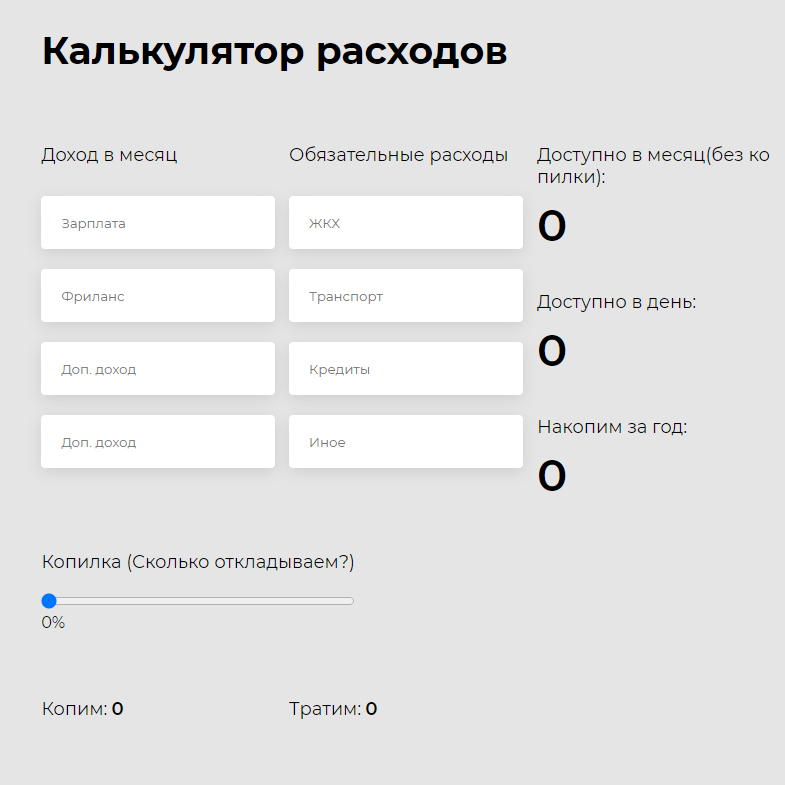 Калькулятор расходов
Доход в месяц
Зарплата
Фриланс
Доп. доход
Доп. доход
Обязательные расходы
ЖКХ
Транспорт
Кредиты
Иное
Доступно в месяц(без ко
пилки):
0
Доступно в день:
0
Накопим за год:
0
Копилка (Сколько откладываем?)
0%
Копим: 0
Тратим: 0